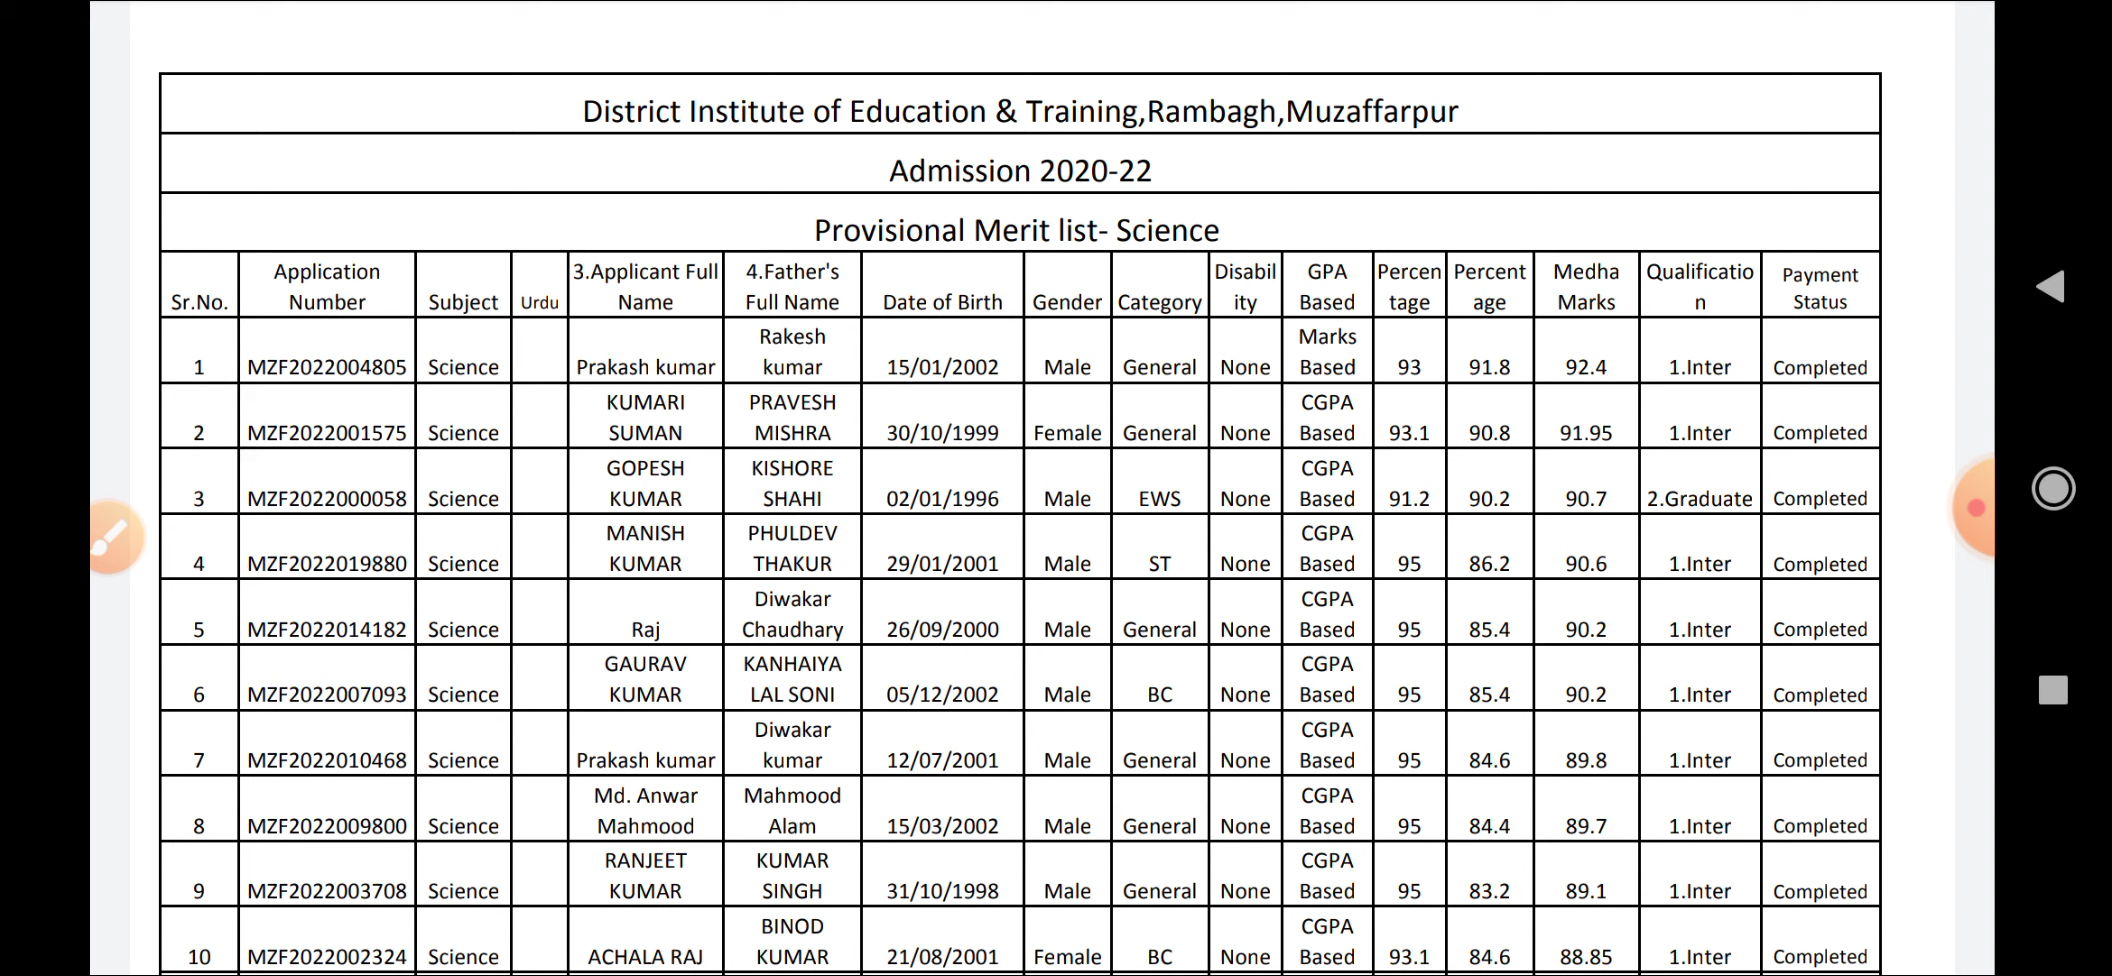 District Institute of Education & Training,Rambagh,Muzaffarpur
Admission 2020-22
Provisional Merit list- Science
Sr.No. Application Number Subject Urdu 3.Applicant Full Name 4.Father's Full Name Date of Birth Gender Category Disability GPA Based Percentage Percentage Medha Marks Qualification Payment Status
1 MZF2022004805 Science Prakash kumar Rakesh kumar 15/01/2002 Male General None Marks Based 93 91.8 92.4 1.Inter Completed
2 MZF2022001575 Science KUMARI SUMAN PRAVESH MISHRA 30/10/1999 Female General None CGPA Based 93.1 90.8 91.95 1.Inter Completed
3 MZF2022000058 Science GOPESH KUMAR KISHORE SHAHI 02/01/1996 Male EWS None CGPA Based 91.2 90.2 90.7 2.Graduate Completed
4 MZF2022019880 Science MANISH KUMAR PHULDEV THAKUR 29/01/2001 Male ST None CGPA Based 95 86.2 90.6 1.Inter Completed
5 MZF2022014182 Science Raj Diwakar Chaudhary 26/09/2000 Male General None CGPA Based 95 85.4 90.2 1.Inter Completed
6 MZF2022007093 Science GAURAV KUMAR KANHAIYA LAL SONI 05/12/2002 Male BC None CGPA Based 95 85.4 90.2 1.Inter Completed
7 MZF2022010468 Science Prakash kumar Diwakar kumar 12/07/2001 Male General None CGPA Based 95 84.6 89.8 1.Inter Completed
8 MZF2022009800 Science Md. Anwar Mahmood Mahmood Alam 15/03/2002 Male General None CGPA Based 95 84.4 89.7 1.Inter Completed
9 MZF2022003708 Science RANJEET KUMAR KUMAR SINGH 31/10/1998 Male General None CGPA Based 95 83.2 89.1 1.Inter Completed
10 MZF2022002324 Science ACHALA RAJ BINOD KUMAR 21/08/2001 Female BC None CGPA Based 93.1 84.6 88.85 1.Inter Completed